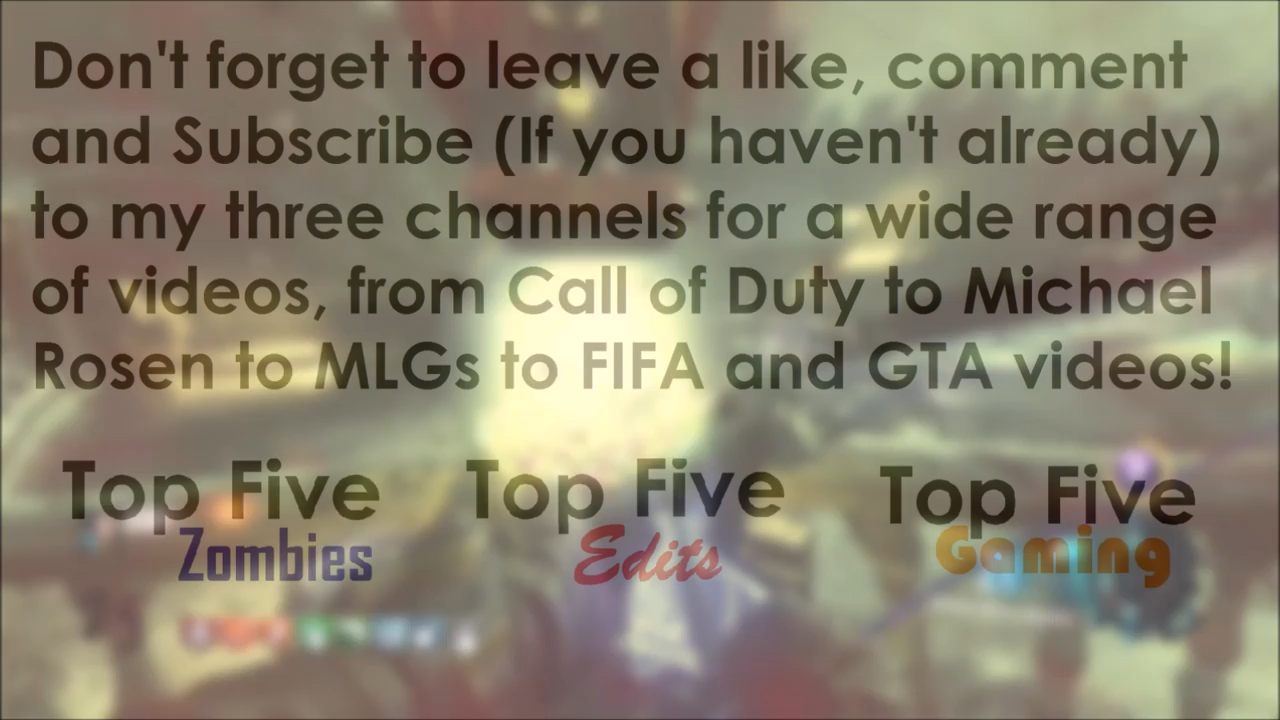 Don't forget to leave a like, comment
and Subscribe (If you haven't already)
to my three channels for a wide range
of videos, from Call of Duty to Michael
Rosen to MLGs to FIFA and GTA videos!
Top Five Top Five Top Five
Zombies Edits Gaming